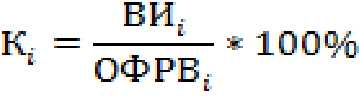 Кᵢ = ВИᵢ / ОФРВᵢ * 100%